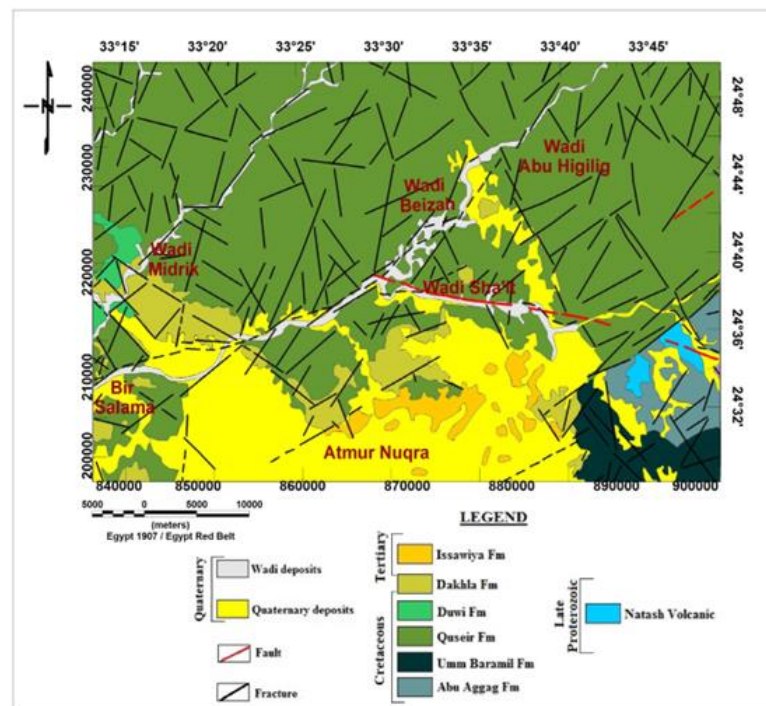 33°15' 33°20' 33°25' 33°30' 33°35' 33°40' 33°45'
N
240000
230000
220000
210000
200000
24°48'
24°44'
24°40'
24°36'
24°32'
Wadi
Abu Higilig
Wadi
Beizah
Wadi
Midrik
Wadi Sha'it
Bir
Salama
Atmur Nuqra
840000 850000 860000 870000 880000 890000 900000
5000 0 5000 10000
(meters)
Egypt 1907 / Egypt Red Belt
LEGEND
Quaternary
Wadi deposits
Quaternary deposits
Fault
Fracture
Tertiary
Issawiya Fm
Dakhla Fm
Cretaceous
Duwi Fm
Quseir Fm
Umm Baramil Fm
Abu Aggag Fm
Late
Proterozoic
Natash Volcanic